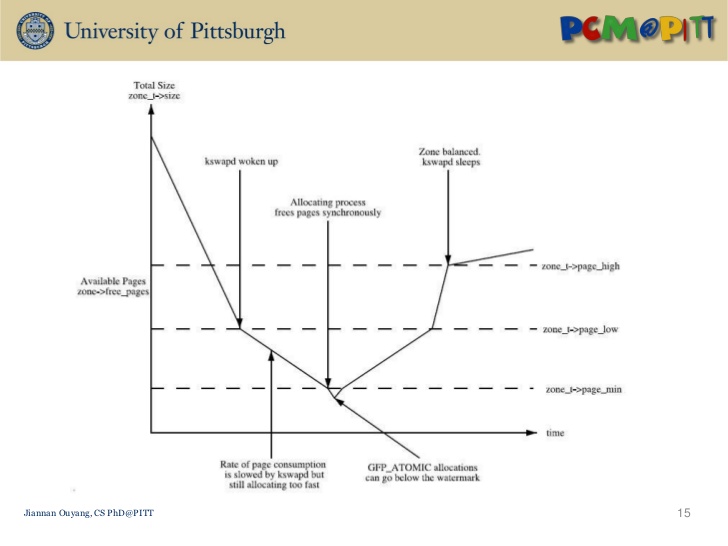 University of Pittsburgh
PCM@PITT
Total Size
zone_t->size
kswapd woken up
Zone balanced.
kswapd sleeps
Allocating process
frees pages synchronously
zone_t->page_high
Available Pages
zone->free_pages
zone_t->page_low
zone_t->page_min
time
Rate of page consumption
is slowed by kswapd but
still allocating too fast
GFP_ATOMIC allocations
can go below the watermark
Jiannan Ouyang, CS PhD@PITT
15